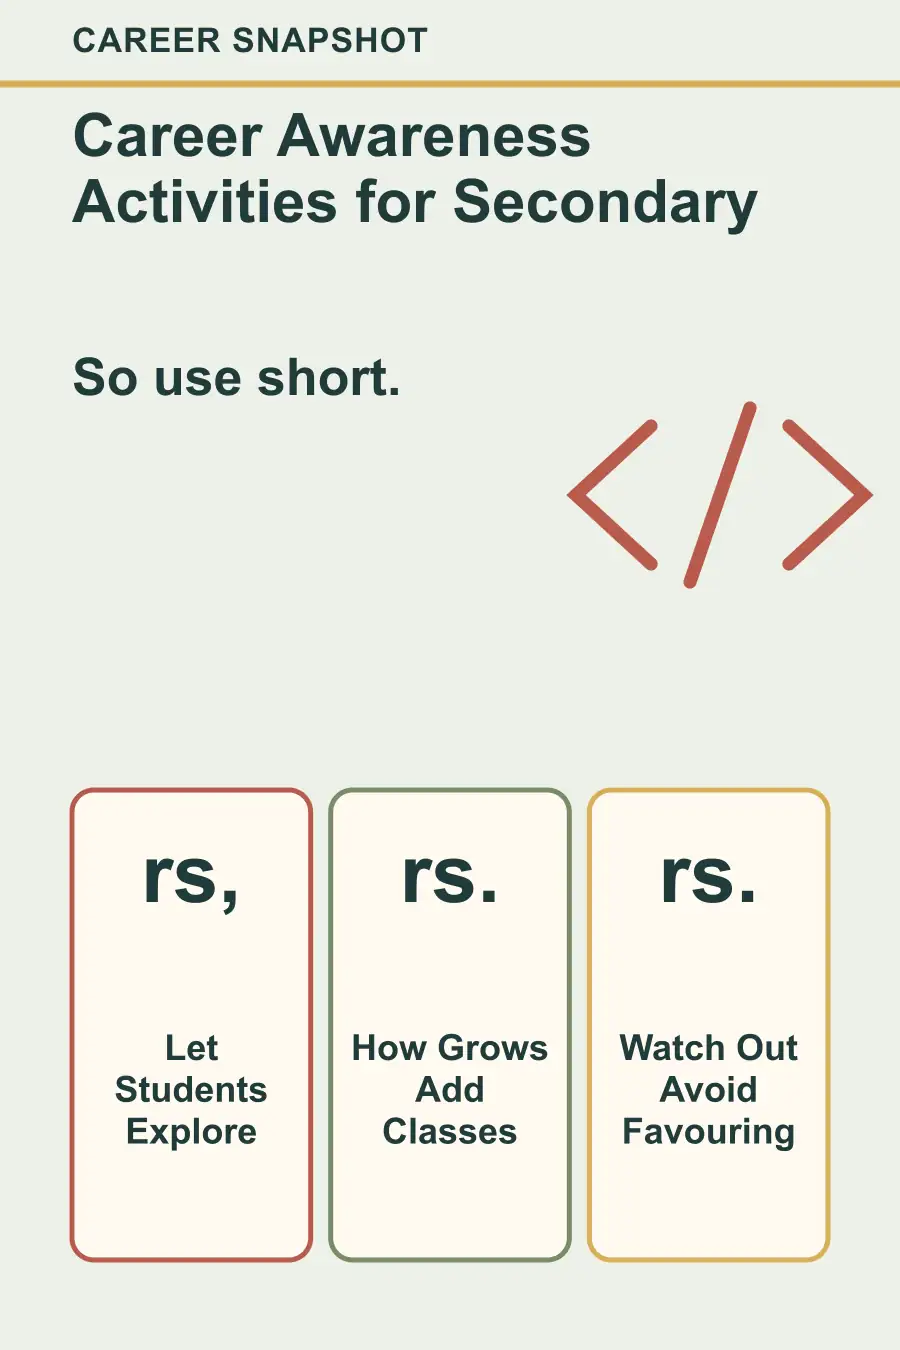 CAREER SNAPSHOT
Career Awareness
Activities for Secondary
So use short.
</>
rs,
Let
Students
Explore
rs.
How Grows
Add
Classes
rs.
Watch Out
Avoid
Favouring